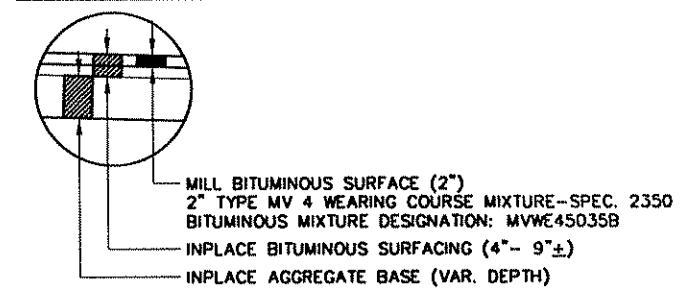 MILL BITUMINOUS SURFACE (2")
2" TYPE MV 4 WEARING COURSE MIXTURE-SPEC. 2350
BITUMINOUS MIXTURE DESIGNATION: MVWE45035B
INPLACE BITUMINOUS SURFACING (4"- 9"±)
INPLACE AGGREGATE BASE (VAR. DEPTH)